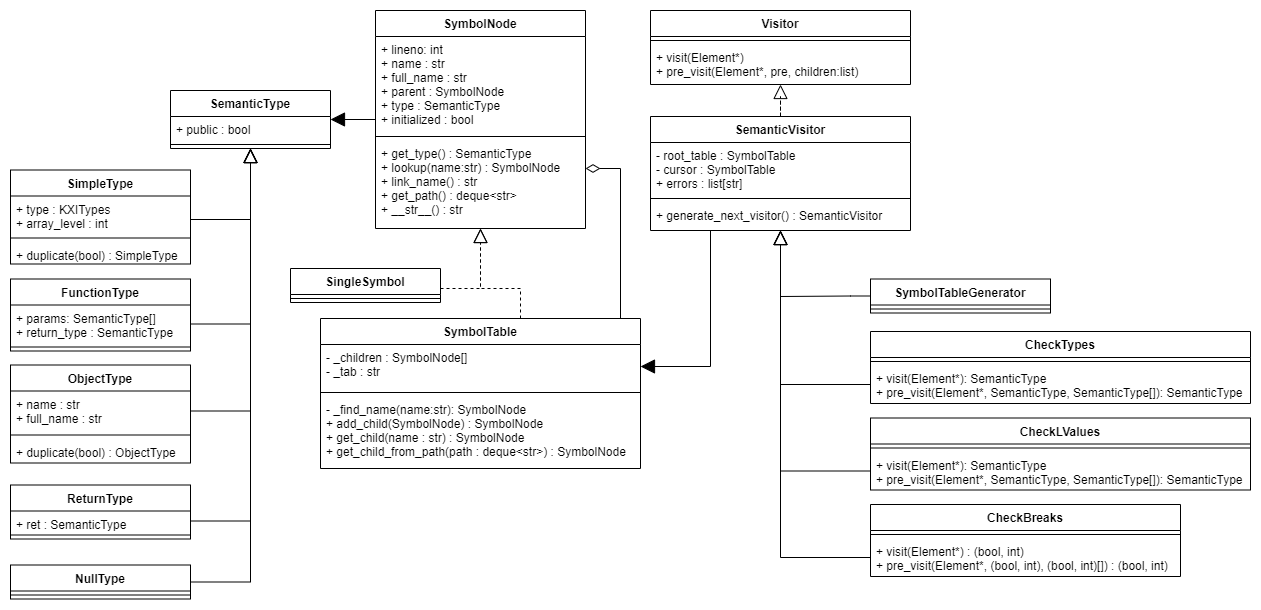 SymbolNode
+ lineno: int
+ name : str
+ full_name : str
+ parent : SymbolNode
+ type : SemanticType
+ initialized : bool
+ get_type() : SemanticType
+ lookup(name:str) : SymbolNode
+ link_name() : str
+ get_path() : deque<str>
+ __str__() : str
Visitor
+ visit(Element*)
+ pre_visit(Element*, pre, children:list)
SemanticType
+ public : bool
SemanticVisitor
- root_table : SymbolTable
- cursor : SymbolTable
+ errors : list[str]
+ generate_next_visitor() : SemanticVisitor
SimpleType
+ type : KXITypes
+ array_level : int
+ duplicate(bool) : SimpleType
FunctionType
+ params: SemanticType[]
+ return_type : SemanticType
ObjectType
+ name : str
+ full_name : str
+ duplicate(bool) : ObjectType
ReturnType
+ ret : SemanticType
NullType
SingleSymbol
SymbolTable
- _children : SymbolNode[]
- _tab : str
- _find_name(name:str): SymbolNode
+ add_child(SymbolNode) : SymbolNode
+ get_child(name : str) : SymbolNode
+ get_child_from_path(path : deque<str>) : SymbolNode
SymbolTableGenerator
CheckTypes
+ visit(Element*): SemanticType
+ pre_visit(Element*, SemanticType, SemanticType[]): SemanticType
CheckLValues
+ visit(Element*): SemanticType
+ pre_visit(Element*, SemanticType, SemanticType[]): SemanticType
CheckBreaks
+ visit(Element*) : (bool, int)
+ pre_visit(Element*, (bool, int), (bool, int)[]) : (bool, int)